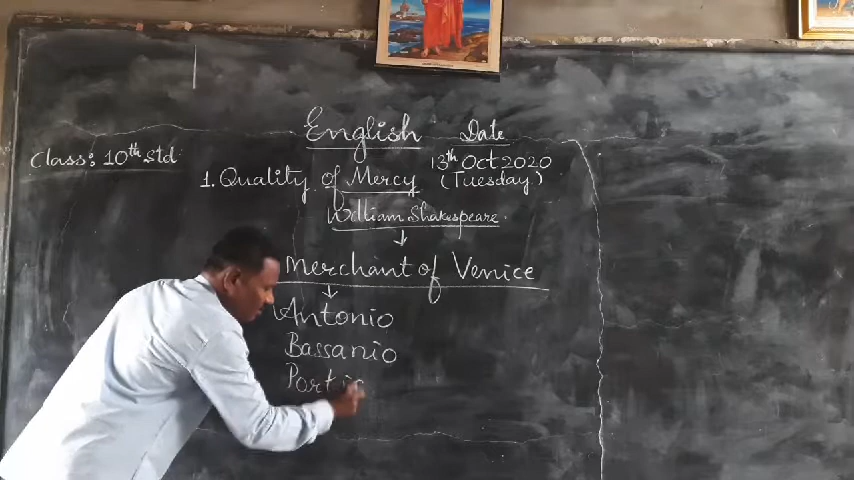 English Date
Class: 10th Std
13th Oct 2020
1. Quality of Mercy (Tuesday)
William Shakespeare.
↓
Merchant of Venice
↓
Antonio
Bassanio
Portia